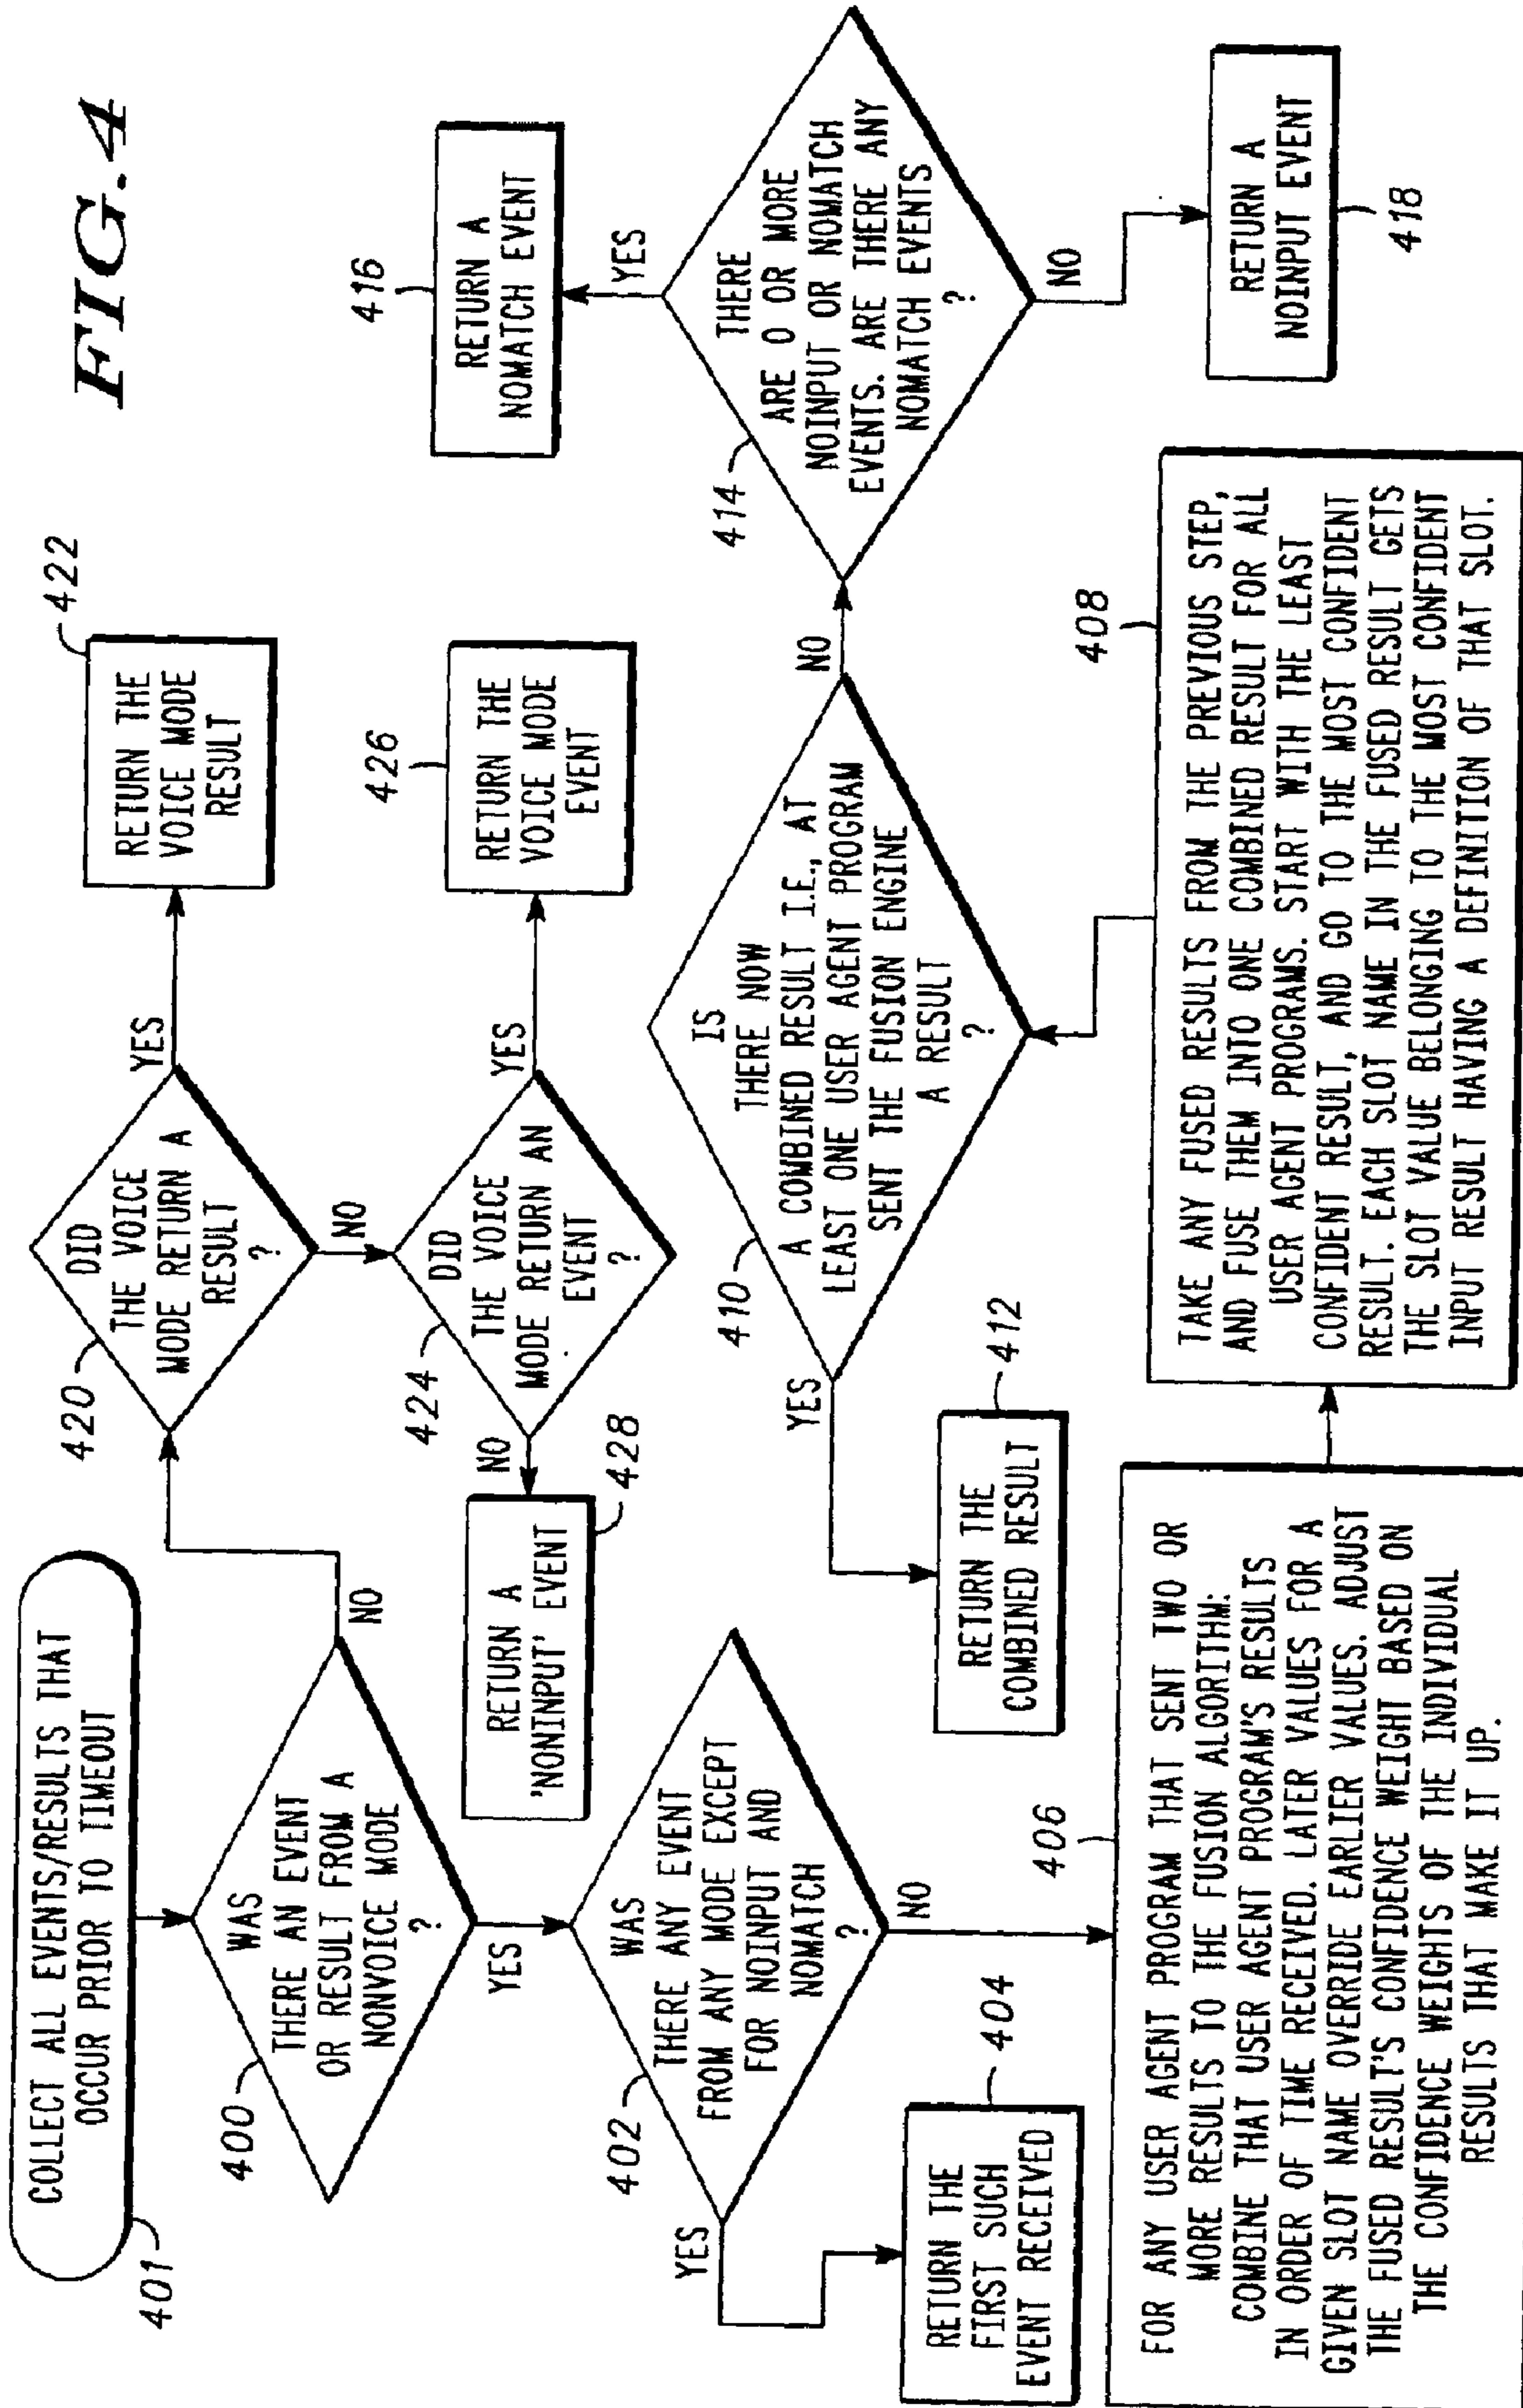 FIG.4
COLLECT ALL EVENTS/RESULTS THAT
OCCUR PRIOR TO TIMEOUT
401
WAS
THERE AN EVENT
OR RESULT FROM A
NONVOICE MODE
?
400
NO
YES
DID
THE VOICE
MODE RETURN A
RESULT
?
420
YES
NO
RETURN THE
VOICE MODE
RESULT
422
DID
THE VOICE
MODE RETURN AN
EVENT
?
424
YES
NO
RETURN THE
VOICE MODE
EVENT
426
RETURN A
'NONINPUT' EVENT
428
WAS
THERE ANY EVENT
FROM ANY MODE EXCEPT
FOR NOINPUT AND
NOMATCH
?
402
YES
NO
RETURN THE
FIRST SUCH
EVENT RECEIVED
404
FOR ANY USER AGENT PROGRAM THAT SENT TWO OR
MORE RESULTS TO THE FUSION ALGORITHM:
COMBINE THAT USER AGENT PROGRAM'S RESULTS
IN ORDER OF TIME RECEIVED. LATER VALUES FOR A
GIVEN SLOT NAME OVERRIDE EARLIER VALUES. ADJUST
THE FUSED RESULT'S CONFIDENCE WEIGHT BASED ON
THE CONFIDENCE WEIGHTS OF THE INDIVIDUAL
RESULTS THAT MAKE IT UP.
406
TAKE ANY FUSED RESULTS FROM THE PREVIOUS STEP,
AND FUSE THEM INTO ONE COMBINED RESULT FOR ALL
USER AGENT PROGRAMS. START WITH THE LEAST
CONFIDENT RESULT, AND GO TO THE MOST CONFIDENT
RESULT. EACH SLOT NAME IN THE FUSED RESULT GETS
THE SLOT VALUE BELONGING TO THE MOST CONFIDENT
INPUT RESULT HAVING A DEFINITION OF THAT SLOT.
408
IS
THERE NOW
A COMBINED RESULT I.E., AT
LEAST ONE USER AGENT PROGRAM
SENT THE FUSION ENGINE
A RESULT
?
410
YES
NO
RETURN THE
COMBINED RESULT
412
THERE
ARE 0 OR MORE
NOINPUT OR NOMATCH
EVENTS. ARE THERE ANY
NOMATCH EVENTS
?
414
YES
NO
RETURN A
NOMATCH EVENT
416
RETURN A
NOINPUT EVENT
418